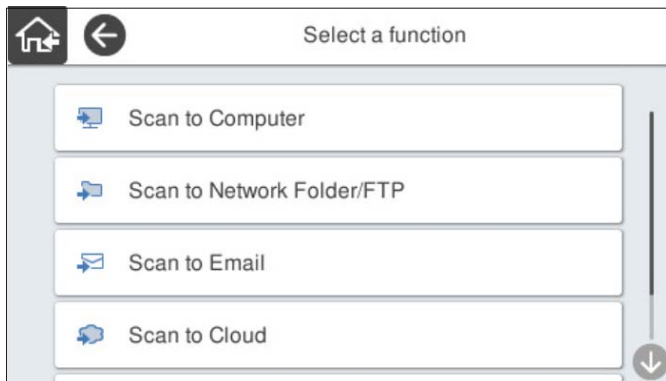 Select a function
Scan to Computer
Scan to Network Folder/FTP
Scan to Email
Scan to Cloud